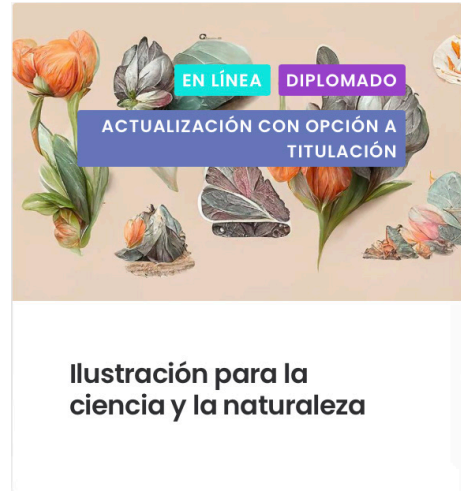 EN LÍNEA DIPLOMADO
ACTUALIZACIÓN CON OPCIÓN A
TITULACIÓN
Ilustración para la
ciencia y la naturaleza